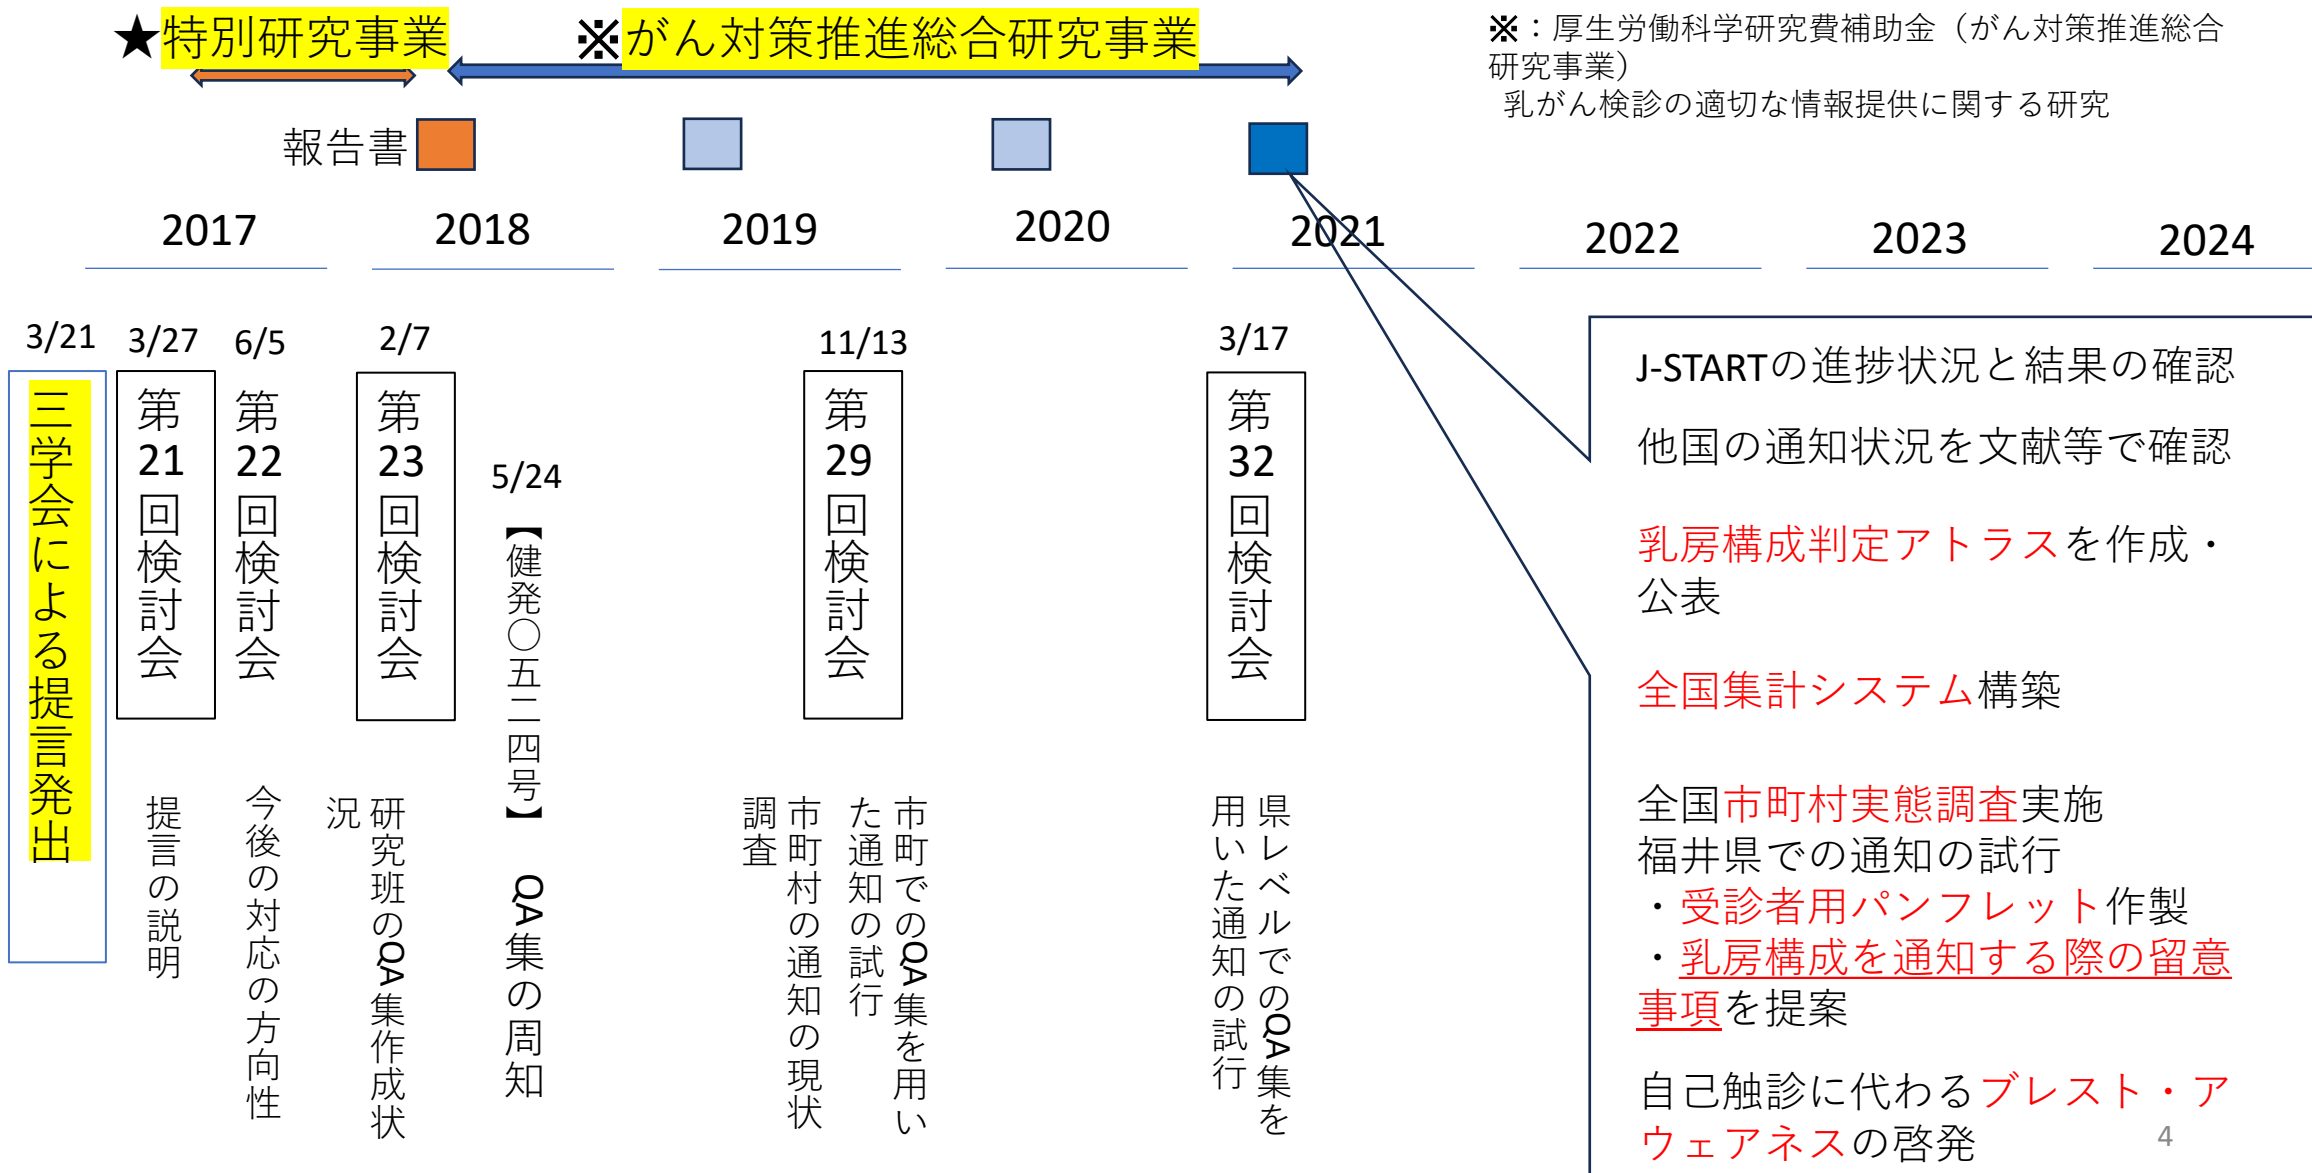 ★特別研究事業
※がん対策推進総合研究事業
※：厚生労働科学研究費補助金（がん対策推進総合
研究事業）
乳がん検診の適切な情報提供に関する研究
報告書
2017
2018
2019
2020
2021
2022
2023
2024
3/21
三学会による提言発出
3/27
第21回検討会
提言の説明
6/5
第22回検討会
今後の対応の方向性
2/7
第23回検討会
研究班のQA集作成状
況
5/24
【健発〇五二四号】 QA集の周知
11/13
第29回検討会
市町でのQA集を用い
た通知の試行
市町村の通知の現状
調査
3/17
第32回検討会
県レベルでのQA集を
用いた通知の試行
J-STARTの進捗状況と結果の確認
他国の通知状況を文献等で確認
乳房構成判定アトラスを作成・
公表
全国集計システム構築
全国市町村実態調査実施
福井県での通知の試行
・受診者用パンフレット作製
・乳房構成を通知する際の留意
事項を提案
自己触診に代わるブレスト・ア
ウェアネスの啓発
4